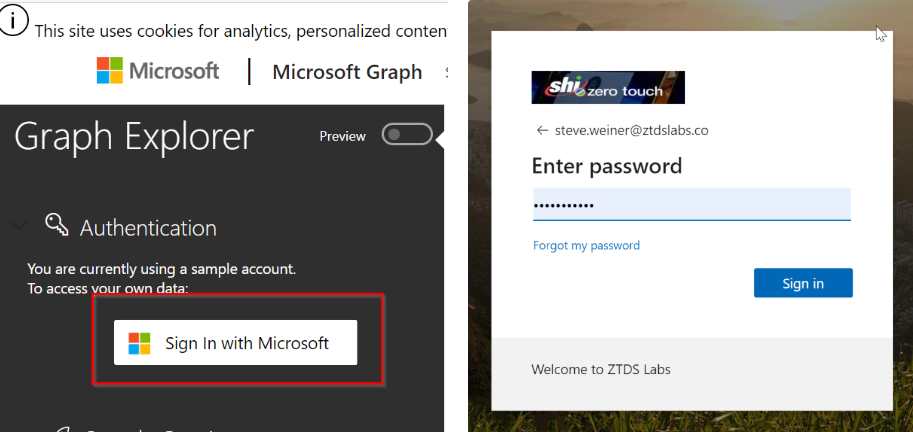 This site uses cookies for analytics, personalized conten
Microsoft
Microsoft Graph
Graph Explorer
Preview
Authentication
You are currently using a sample account.
To access your own data:
Sign In with Microsoft
shi zero touch
steve.weiner@ztdslabs.co
Enter password
•••••••••••
Forgot my password
Sign in
Welcome to ZTDS Labs